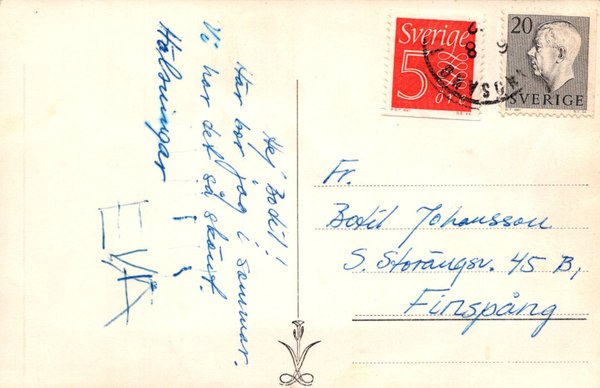 Hej Bodil!
Här bor jag i sommar.
Vi har det så skönt.
Hälsningar
EVA
Sverige
5
öre
20
SVERIGE
Fr.
Bodil Johansson
S. Storängsv. 45 B,
Finspång